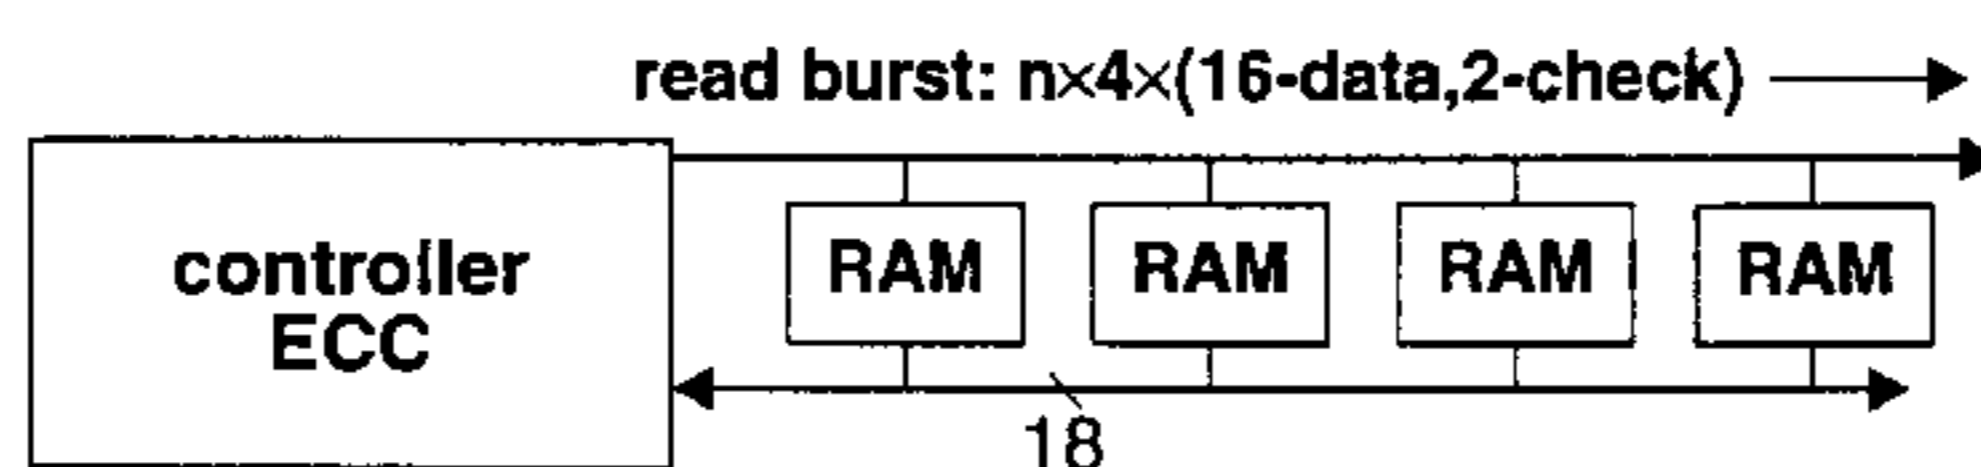 read burst: n×4×(16-data,2-check)
controller
ECC
RAM
RAM
RAM
RAM
18